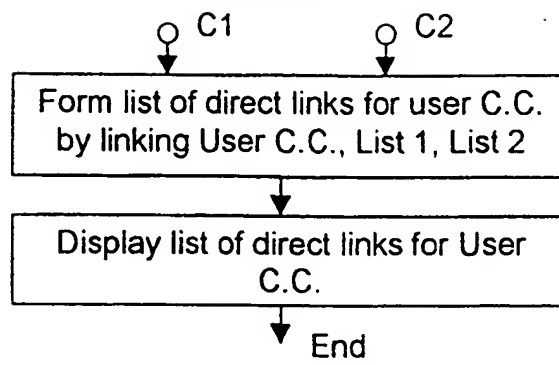 C1 C2
Form list of direct links for user C.C.
by linking User C.C., List 1, List 2
Display list of direct links for User
C.C.
End